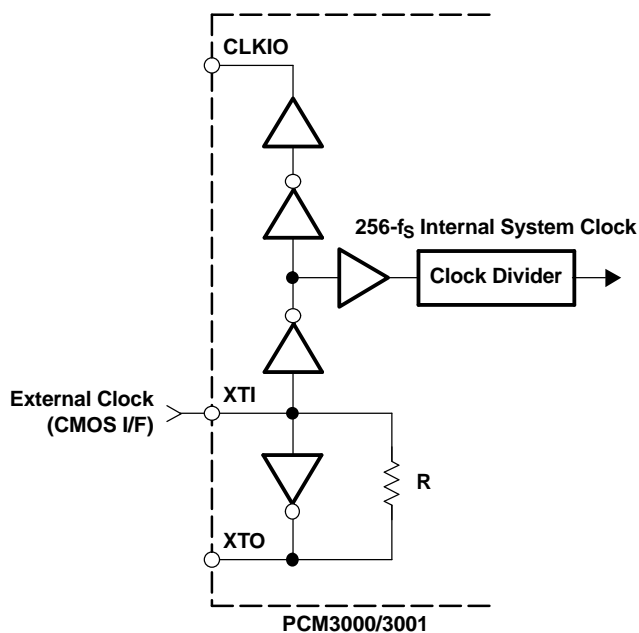 CLKIO
256-fS Internal System Clock
Clock Divider
External Clock
(CMOS I/F)
XTI
R
XTO
PCM3000/3001